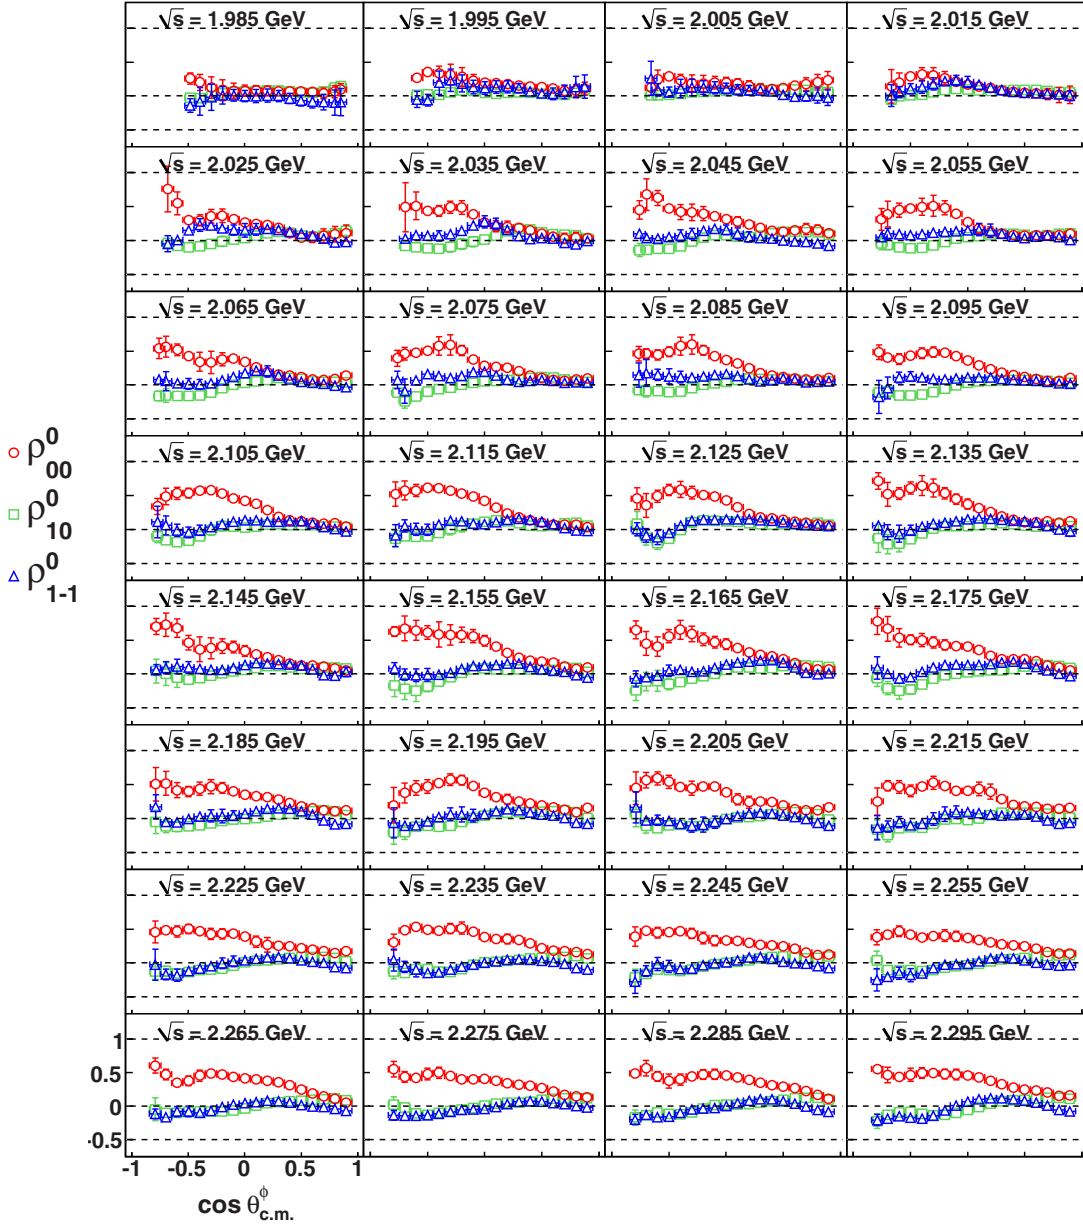 √s = 1.985 GeV √s = 1.995 GeV √s = 2.005 GeV √s = 2.015 GeV
√s = 2.025 GeV √s = 2.035 GeV √s = 2.045 GeV √s = 2.055 GeV
√s = 2.065 GeV √s = 2.075 GeV √s = 2.085 GeV √s = 2.095 GeV
√s = 2.105 GeV √s = 2.115 GeV √s = 2.125 GeV √s = 2.135 GeV
ρ⁰₀₀
ρ⁰₁₀
ρ⁰₁₋₁
√s = 2.145 GeV √s = 2.155 GeV √s = 2.165 GeV √s = 2.175 GeV
√s = 2.185 GeV √s = 2.195 GeV √s = 2.205 GeV √s = 2.215 GeV
√s = 2.225 GeV √s = 2.235 GeV √s = 2.245 GeV √s = 2.255 GeV
√s = 2.265 GeV √s = 2.275 GeV √s = 2.285 GeV √s = 2.295 GeV
1
0.5
0
-0.5
-1 -0.5 0 0.5 1
cos θ^ϕ_c.m.